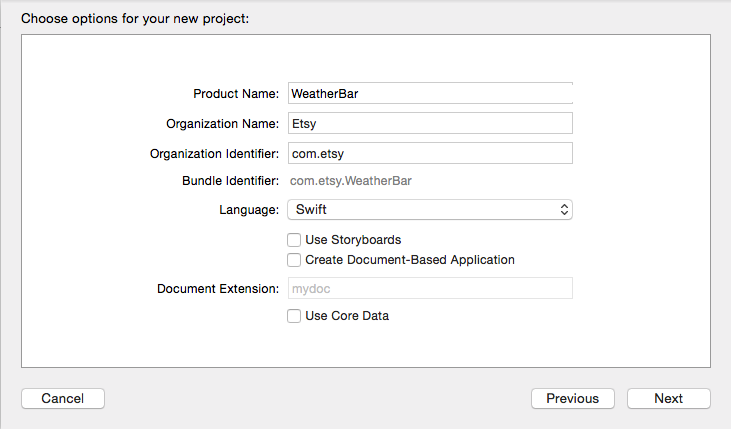 Choose options for your new project:
Product Name: WeatherBar
Organization Name: Etsy
Organization Identifier: com.etsy
Bundle Identifier: com.etsy.WeatherBar
Language: Swift
Use Storyboards
Create Document-Based Application
Document Extension: mydoc
Use Core Data
Cancel Previous Next